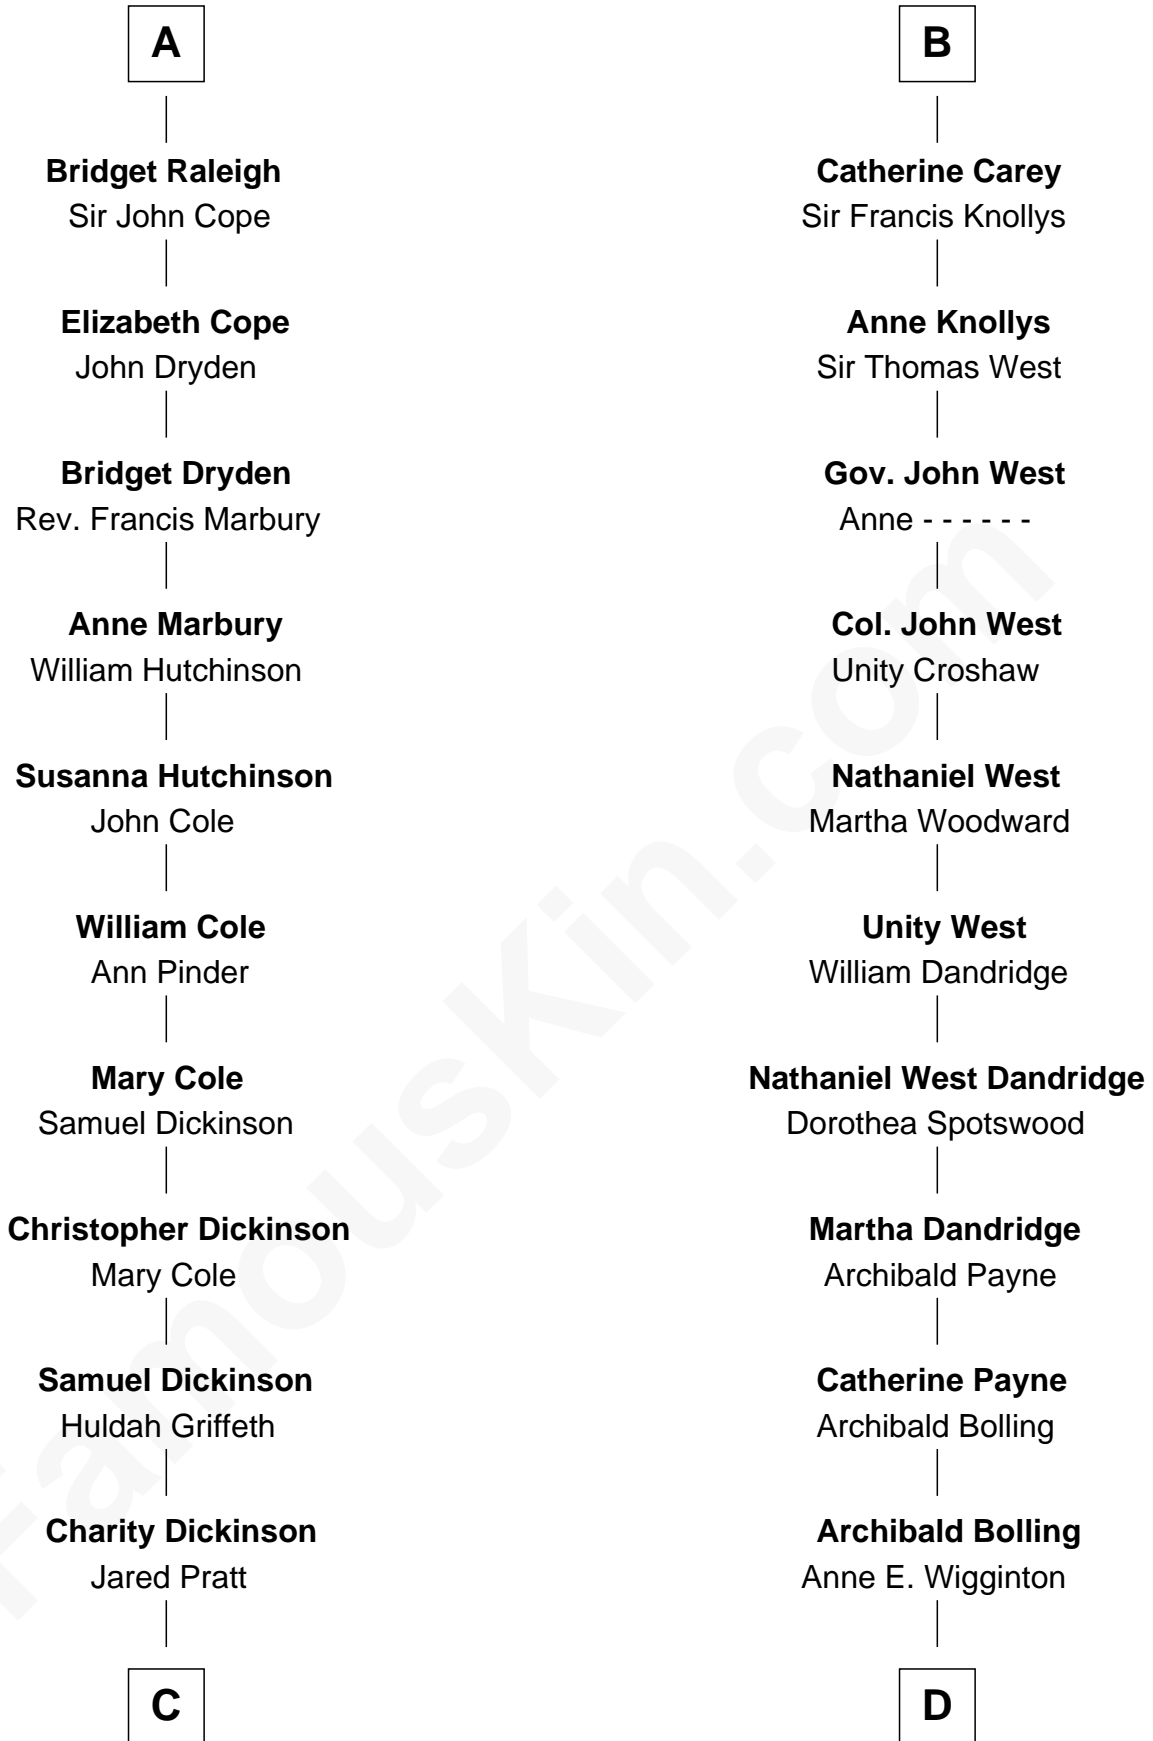 A
Bridget Raleigh
Sir John Cope
Elizabeth Cope
John Dryden
Bridget Dryden
Rev. Francis Marbury
Anne Marbury
William Hutchinson
Susanna Hutchinson
John Cole
William Cole
Ann Pinder
Mary Cole
Samuel Dickinson
Christopher Dickinson
Mary Cole
Samuel Dickinson
Huldah Griffeth
Charity Dickinson
Jared Pratt
C
B
Catherine Carey
Sir Francis Knollys
Anne Knollys
Sir Thomas West
Gov. John West
Anne - - - - - -
Col. John West
Unity Croshaw
Nathaniel West
Martha Woodward
Unity West
William Dandridge
Nathaniel West Dandridge
Dorothea Spotswood
Martha Dandridge
Archibald Payne
Catherine Payne
Archibald Bolling
Archibald Bolling
Anne E. Wigginton
D
FamousKin.com